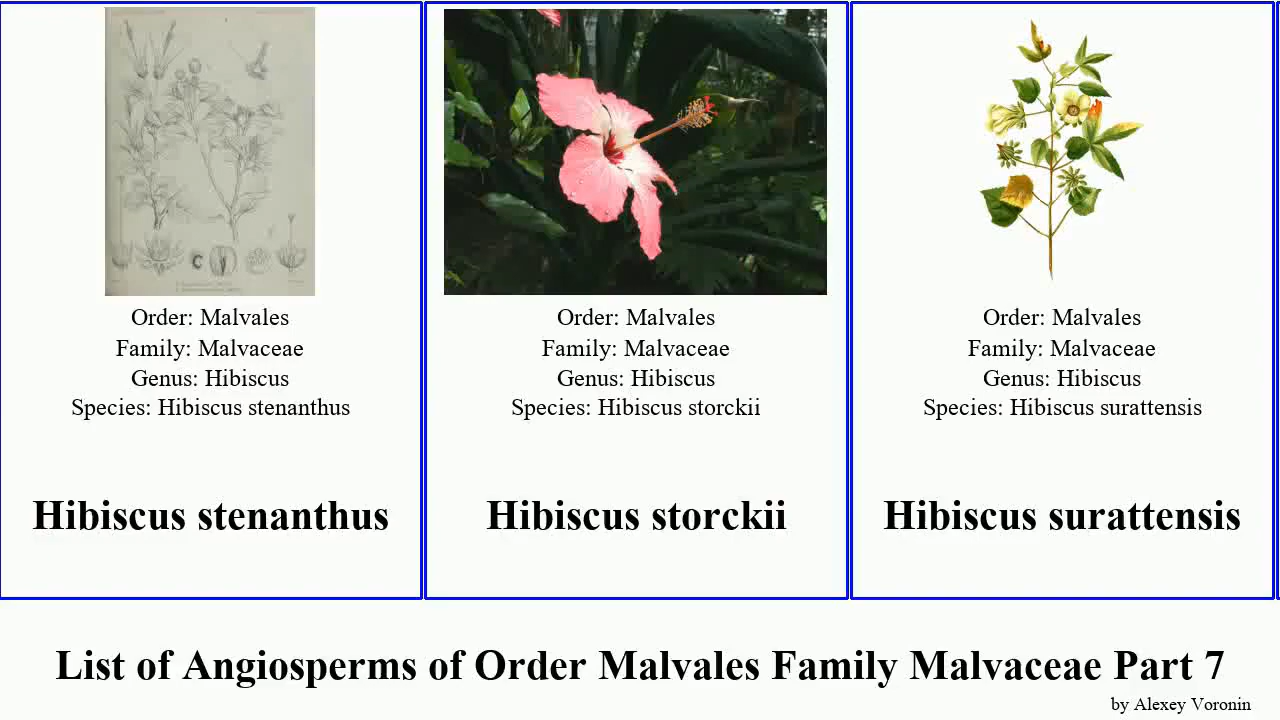 Order: Malvales
Family: Malvaceae
Genus: Hibiscus
Species: Hibiscus stenanthus
Hibiscus stenanthus
Order: Malvales
Family: Malvaceae
Genus: Hibiscus
Species: Hibiscus storckii
Hibiscus storckii
Order: Malvales
Family: Malvaceae
Genus: Hibiscus
Species: Hibiscus surattensis
Hibiscus surattensis
List of Angiosperms of Order Malvales Family Malvaceae Part 7
by Alexey Voronin